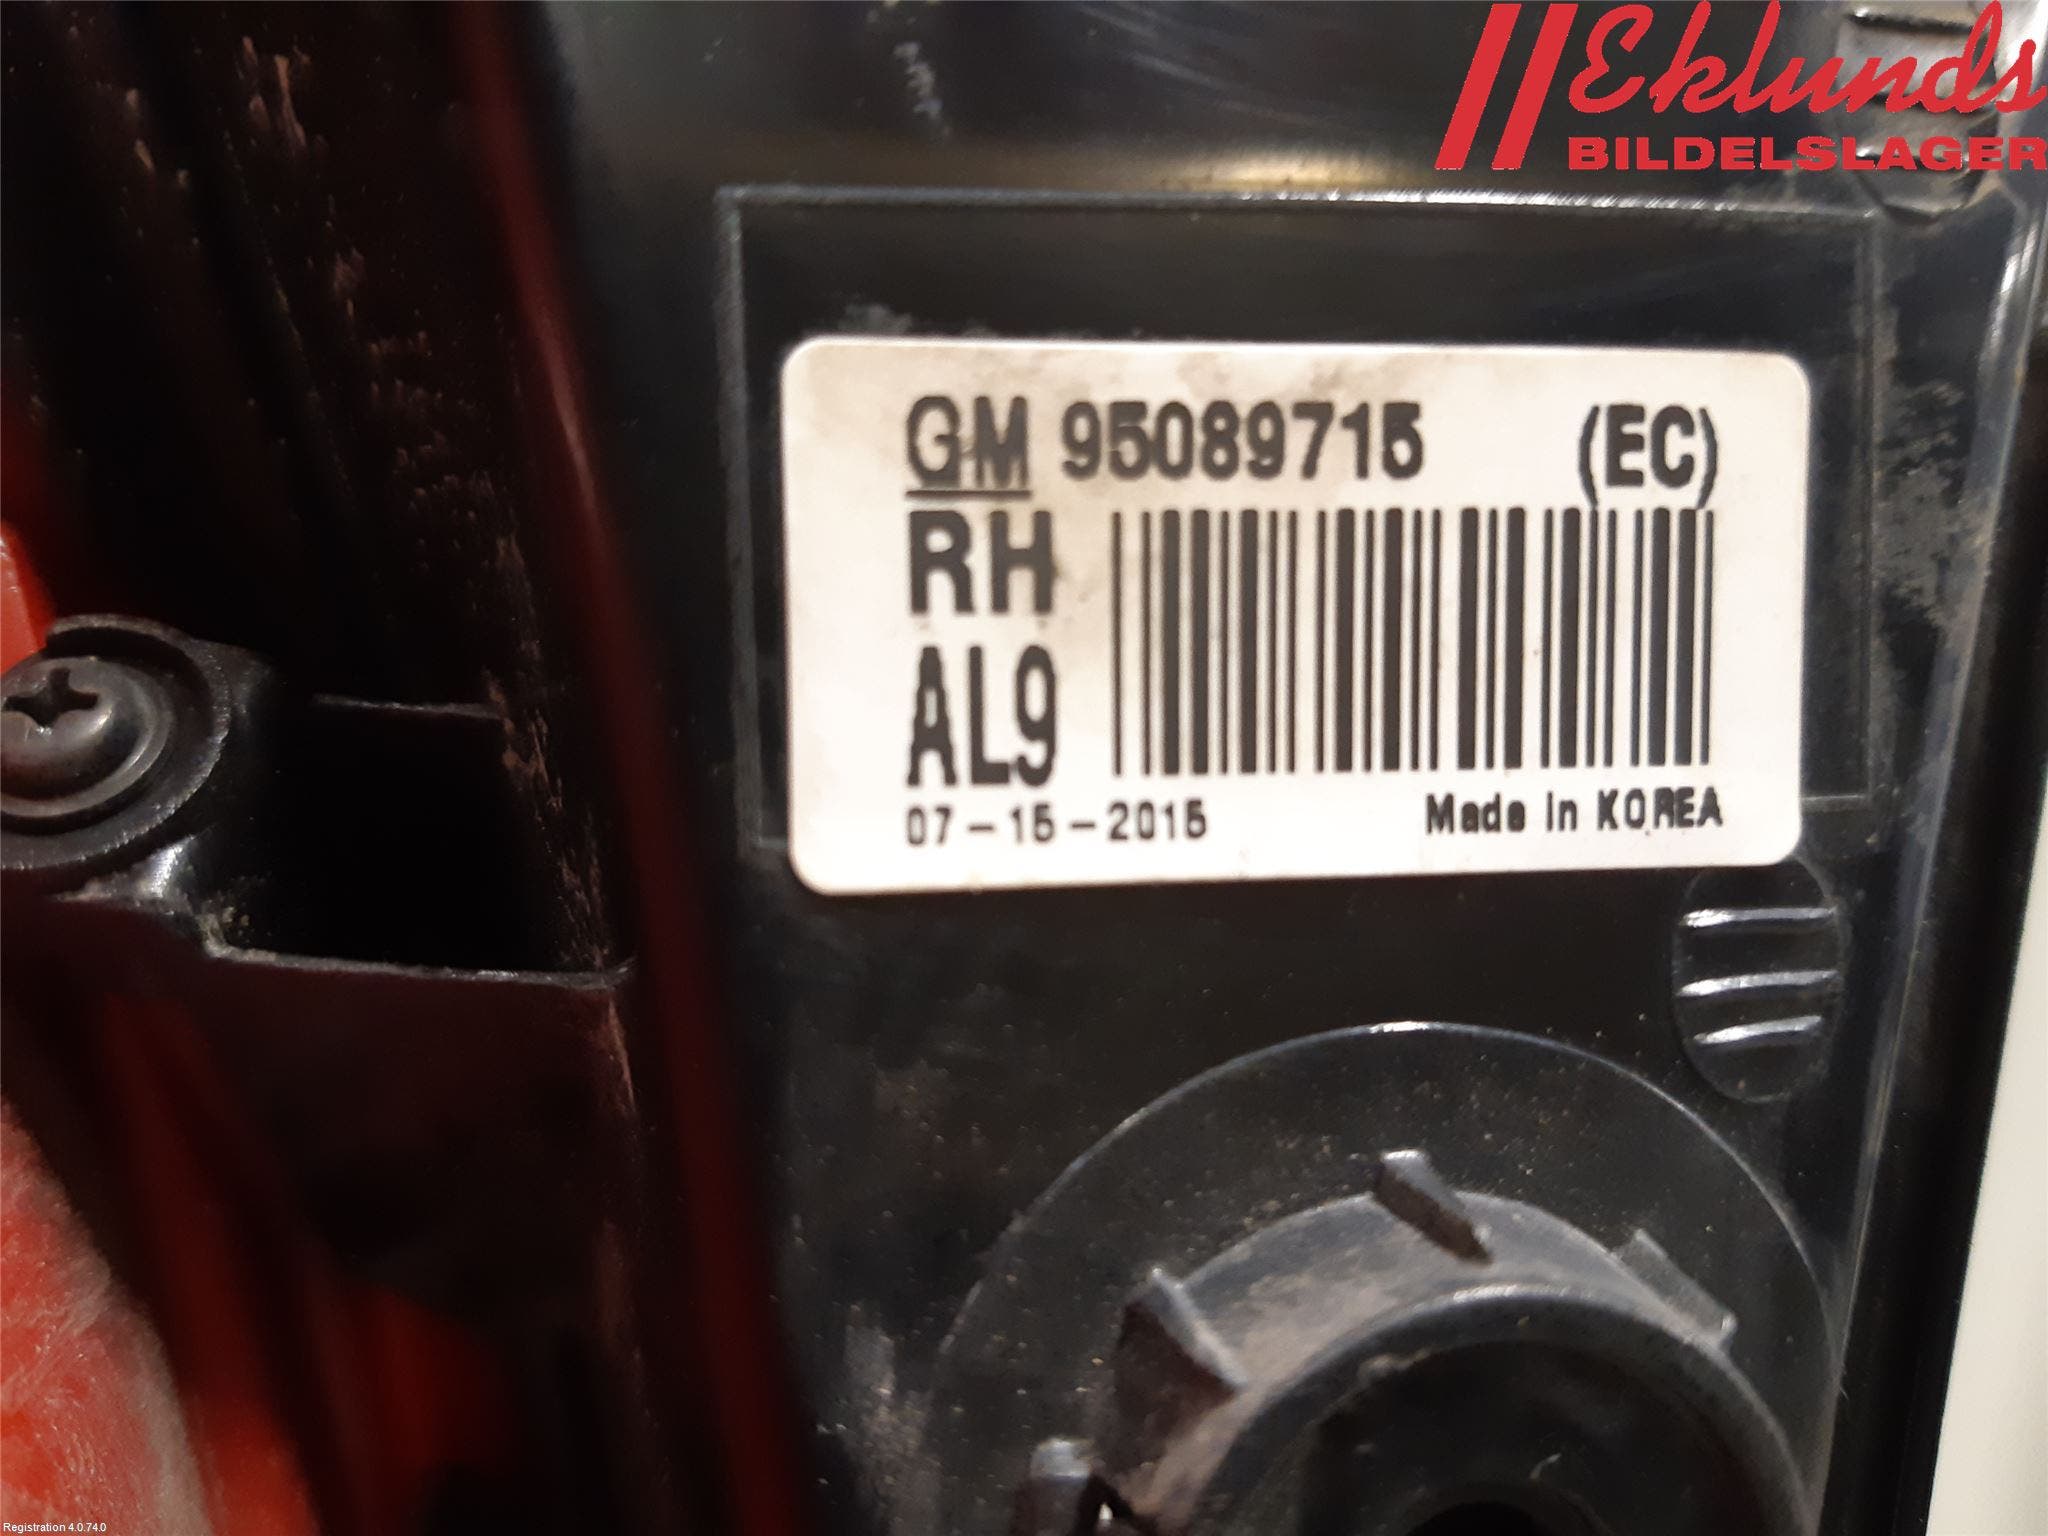 Eklunds
BILDELSLAGER
GM 95089715 (EC)
RH
AL9
07-15-2015 Made in KOREA
Registration 4.0.74.0